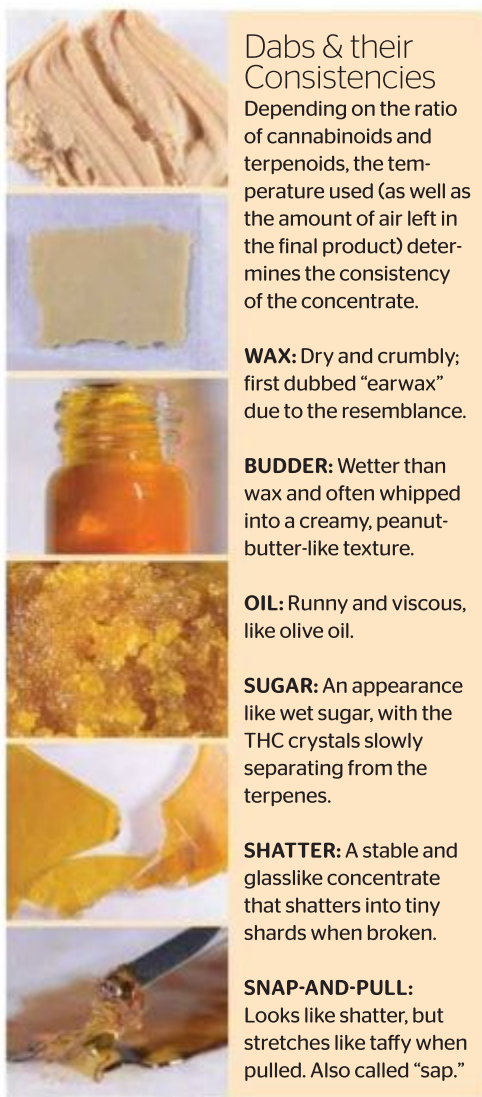 Dabs & their
Consistencies
Depending on the ratio
of cannabinoids and
terpenoids, the tem-
perature used (as well as
the amount of air left in
the final product) deter-
mines the consistency
of the concentrate.
WAX: Dry and crumbly;
first dubbed “earwax”
due to the resemblance.
BUDDER: Wetter than
wax and often whipped
into a creamy, peanut-
butter-like texture.
OIL: Runny and viscous,
like olive oil.
SUGAR: An appearance
like wet sugar, with the
THC crystals slowly
separating from the
terpenes.
SHATTER: A stable and
glasslike concentrate
that shatters into tiny
shards when broken.
SNAP-AND-PULL:
Looks like shatter, but
stretches like taffy when
pulled. Also called “sap.”